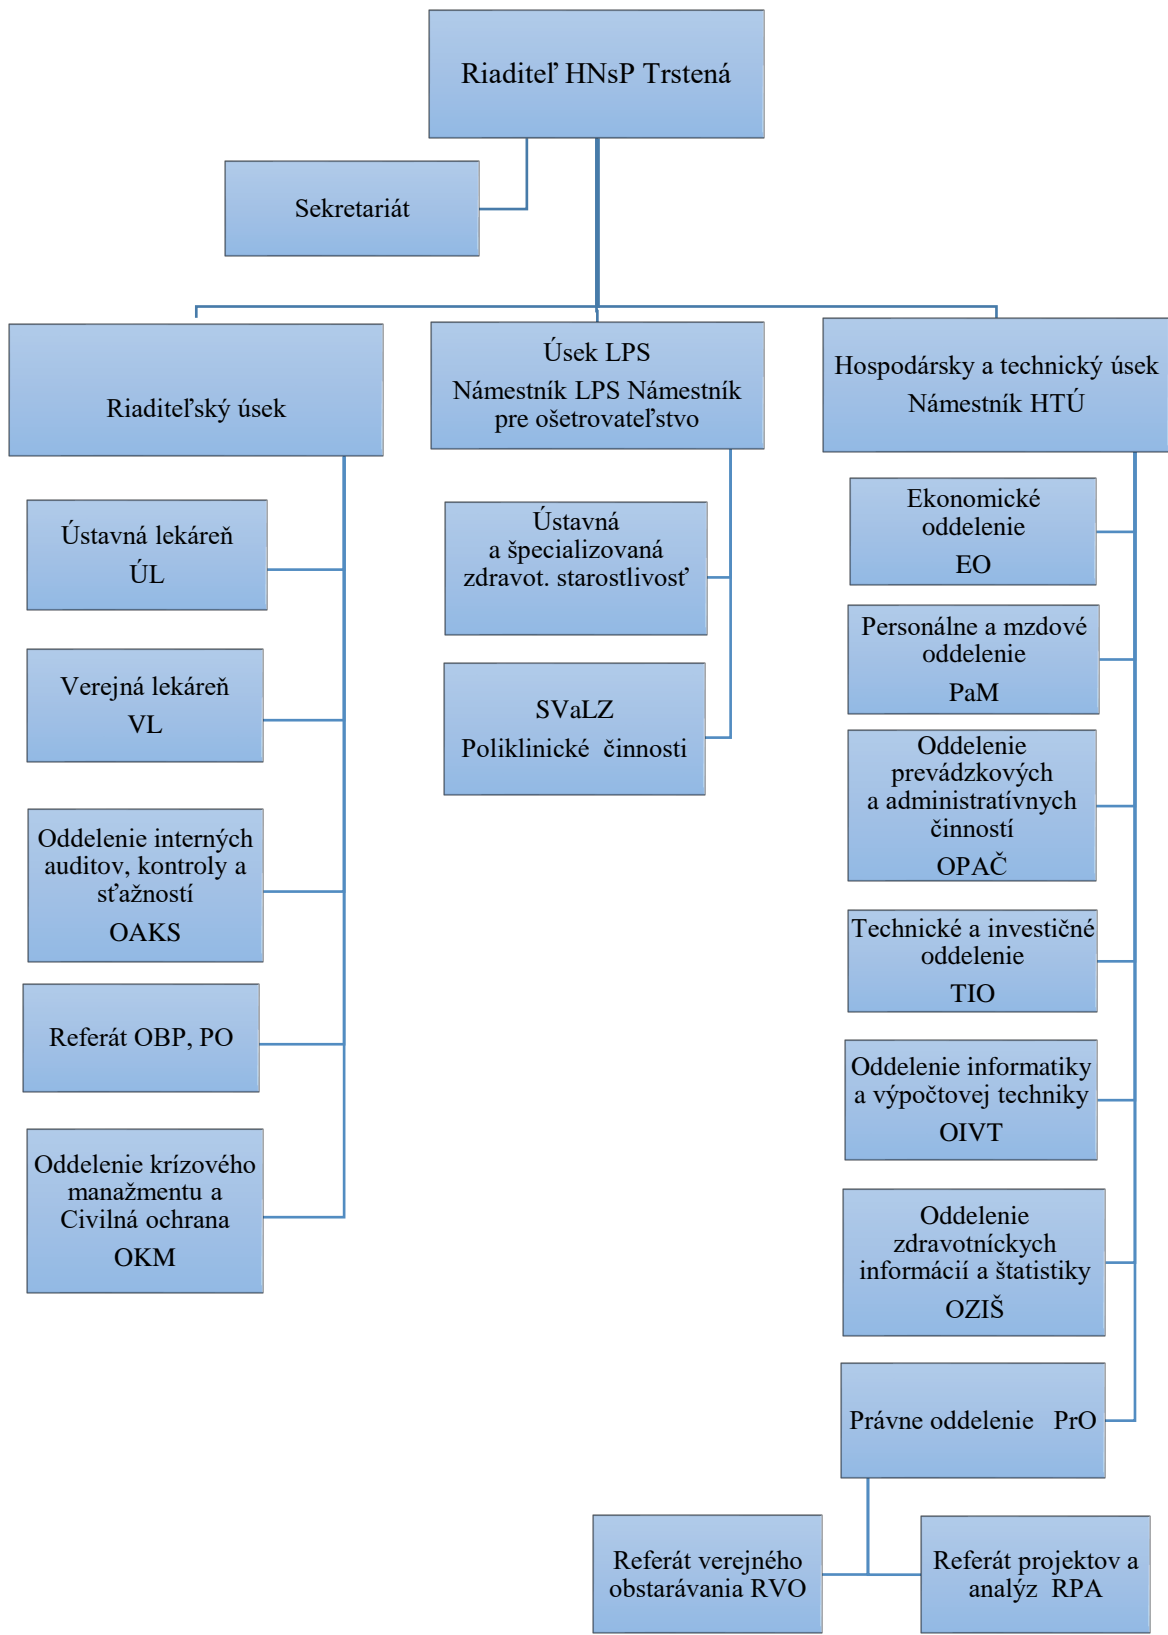 Riaditeľ HNsP Trstená
Sekretariát
Riaditeľský úsek
Úsek LPS
Námestník LPS Námestník
pre ošetrovateľstvo
Hospodársky a technický úsek
Námestník HTÚ
Ústavná lekáreň
ÚL
Verejná lekáreň
VL
Oddelenie interných
auditov, kontroly a
sťažností
OAKS
Referát OBP, PO
Oddelenie krízového
manažmentu a
Civilná ochrana
OKM
Ústavná
a špecializovaná
zdravot. starostlivosť
SVaLZ
Poliklinické činnosti
Ekonomické
oddelenie
EO
Personálne a mzdové
oddelenie
PaM
Oddelenie
prevádzkových
a administratívnych
činností
OPAČ
Technické a investičné
oddelenie
TIO
Oddelenie informatiky
a výpočtovej techniky
OIVT
Oddelenie
zdravotníckych
informácií a štatistiky
OZIŠ
Právne oddelenie PrO
Referát verejného
obstarávania RVO
Referát projektov a
analýz RPA